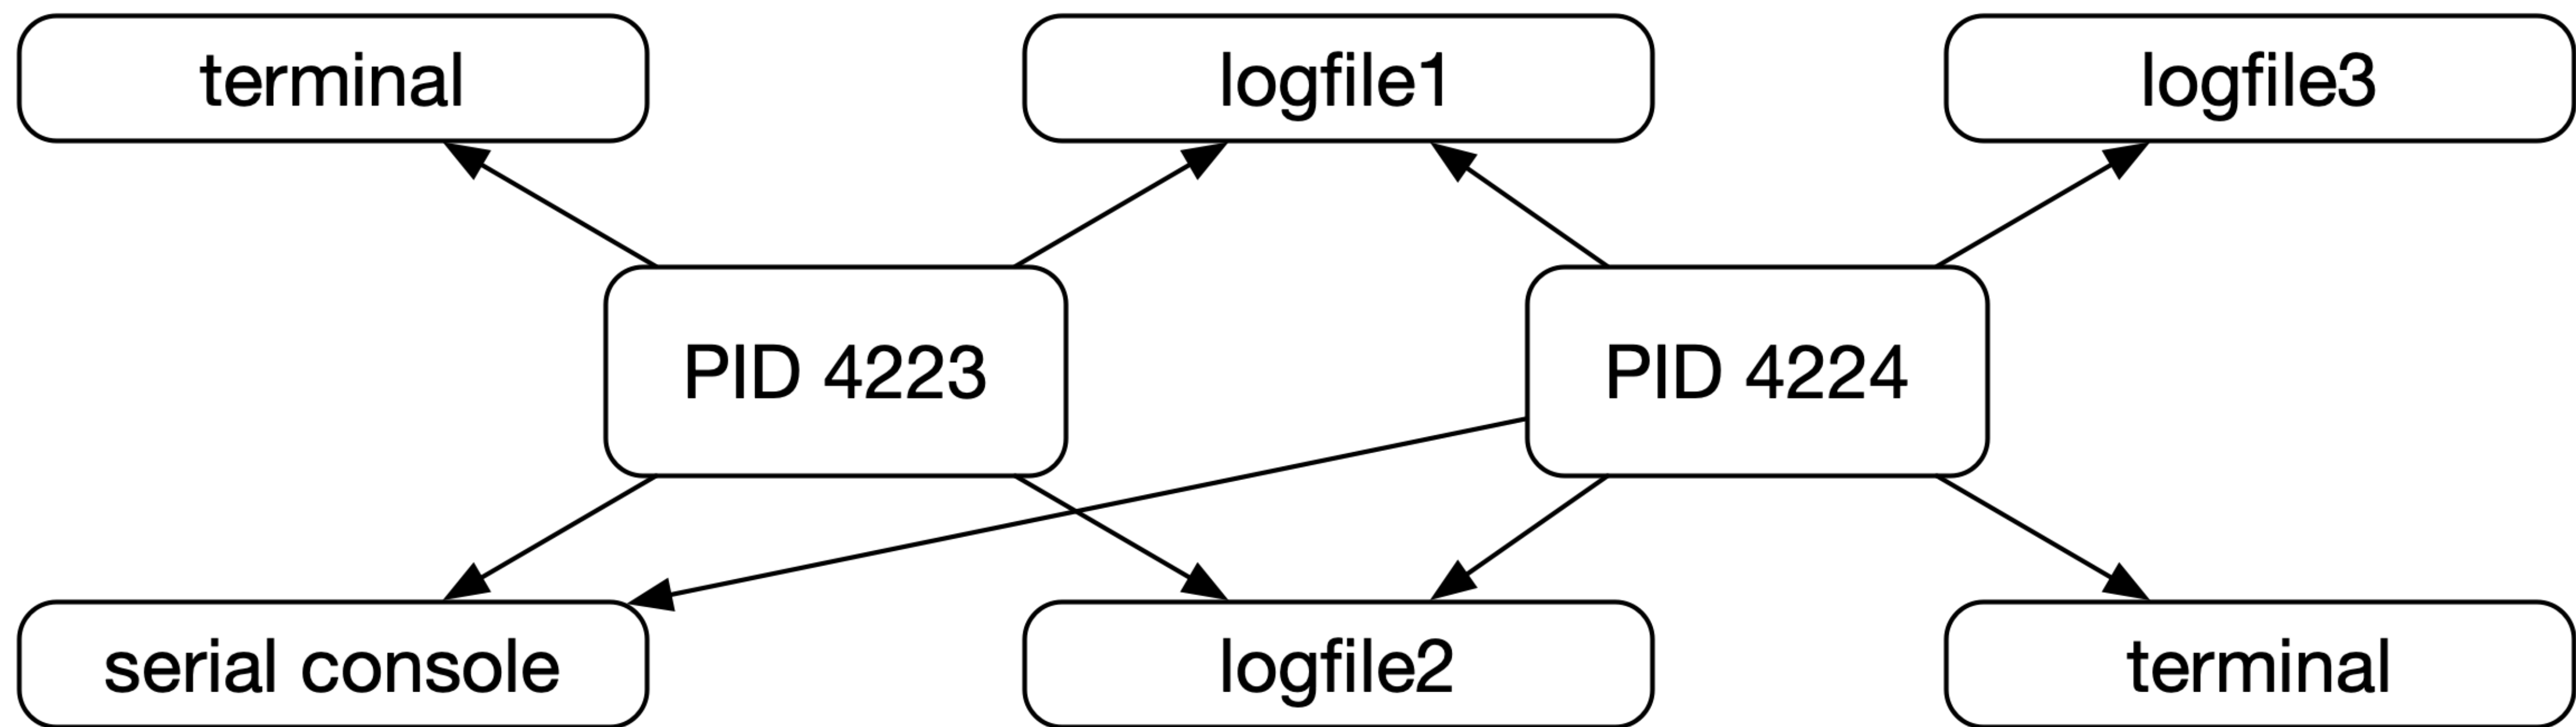 terminal
logfile1
logfile3
PID 4223
PID 4224
serial console
logfile2
terminal